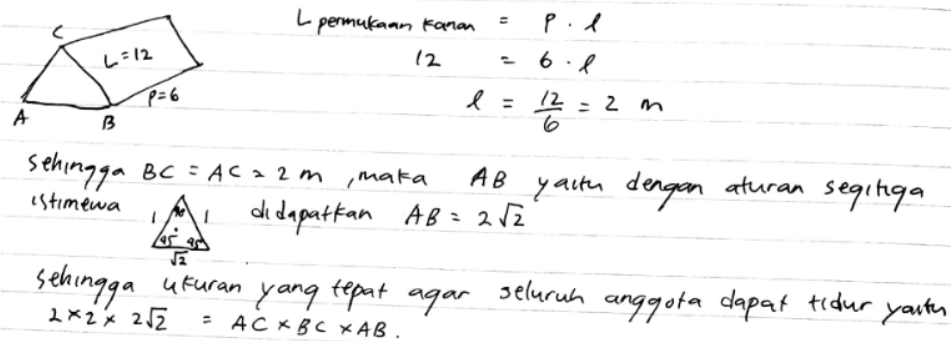 C
L = 12
P = 6
A
B
L permukaan kanan = P . l
12 = 6 . l
l = 12/6 = 2 m
sehingga BC = AC = 2 m , maka AB yaitu dengan aturan segitiga
istimewa 1 90 1 45° 45° √2 didapatkan AB = 2√2
sehingga ukuran yang tepat agar seluruh anggota dapat tidur yaitu
2 × 2 × 2√2 = AC × BC × AB .